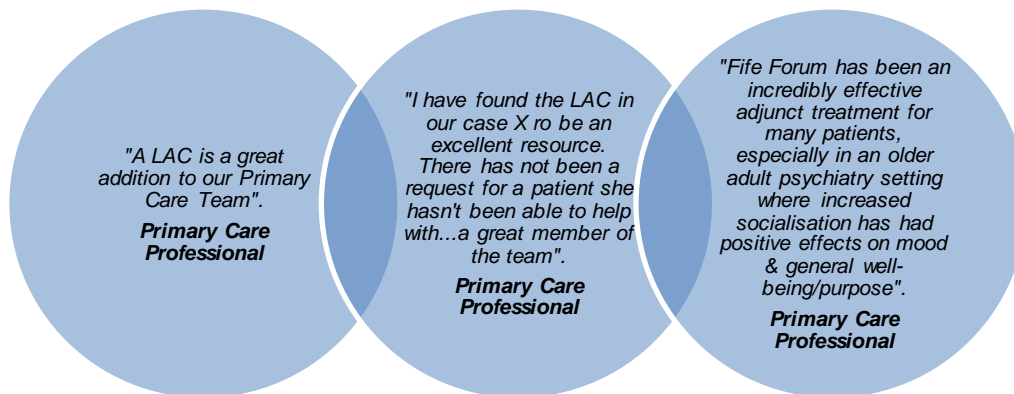 "A LAC is a great
addition to our Primary
Care Team".
Primary Care
Professional
"I have found the LAC in
our case X ro be an
excellent resource.
There has not been a
request for a patient she
hasn't been able to help
with...a great member of
the team".
Primary Care
Professional
"Fife Forum has been an
incredibly effective
adjunct treatment for
many patients,
especially in an older
adult psychiatry setting
where increased
socialisation has had
positive effects on mood
& general well-
being/purpose".
Primary Care
Professional